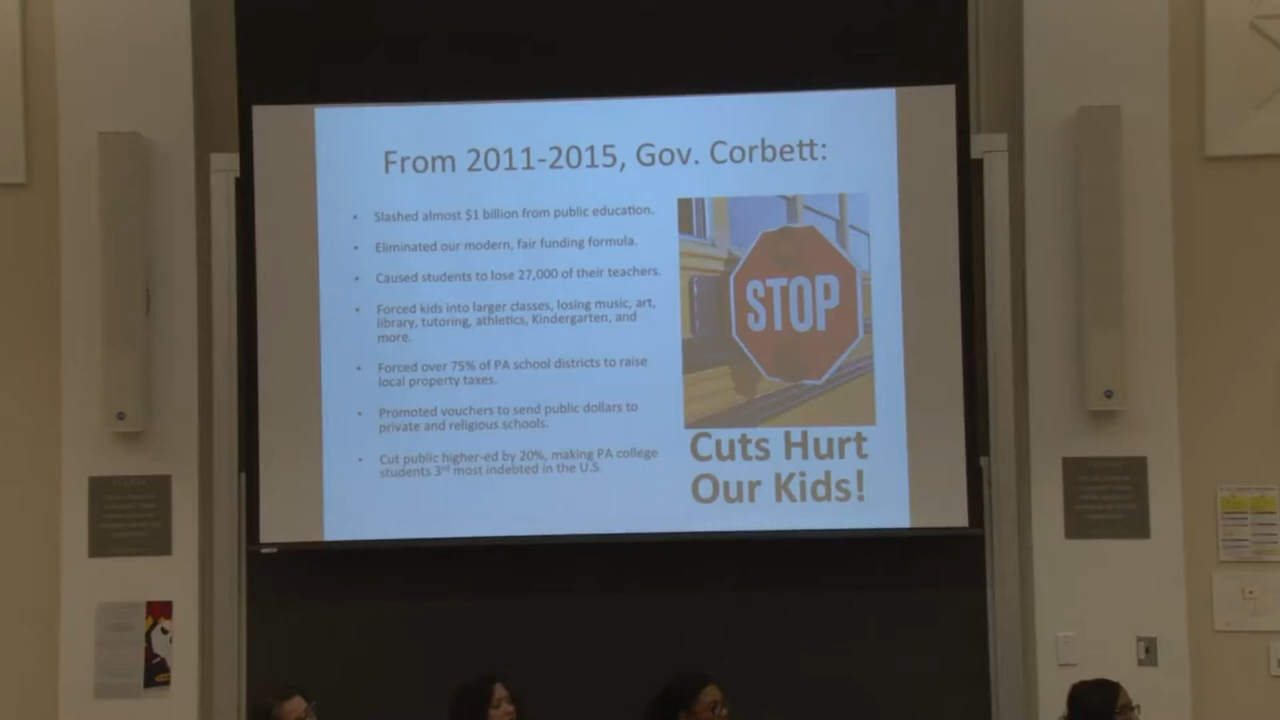 From 2011-2015, Gov. Corbett:
• Slashed almost $1 billion from public education.
• Eliminated our modern, fair funding formula.
• Caused students to lose 27,000 of their teachers.
• Forced kids into larger classes, losing music, art,
library, tutoring, athletics, Kindergarten, and
more.
• Forced over 75% of PA school districts to raise
local property taxes.
• Promoted vouchers to send public dollars to
private and religious schools.
• Cut public higher-ed by 20%, making PA college
students 3rd most indebted in the U.S.
STOP
Cuts Hurt
Our Kids!